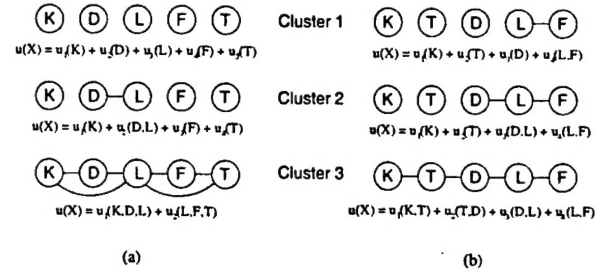 K D L F T Cluster 1 K T D L F
u(X) = u₁(K) + u₂(D) + u₃(L) + u₄(F) + u₅(T) u(X) = u₁(K) + u₂(T) + u₃(D) + u₄(L.F)
K D L F T Cluster 2 K T D L F
u(X) = u₁(K) + u₂(D.L) + u₃(F) + u₄(T) u(X) = u₁(K) + u₂(T) + u₃(D.L) + u₄(L.F)
K D L F T Cluster 3 K T D L F
u(X) = u₁(K.D.L) + u₂(L.F.T) u(X) = u₁(K.T) + u₂(T.D) + u₃(D.L) + u₄(L.F)
(a) (b)